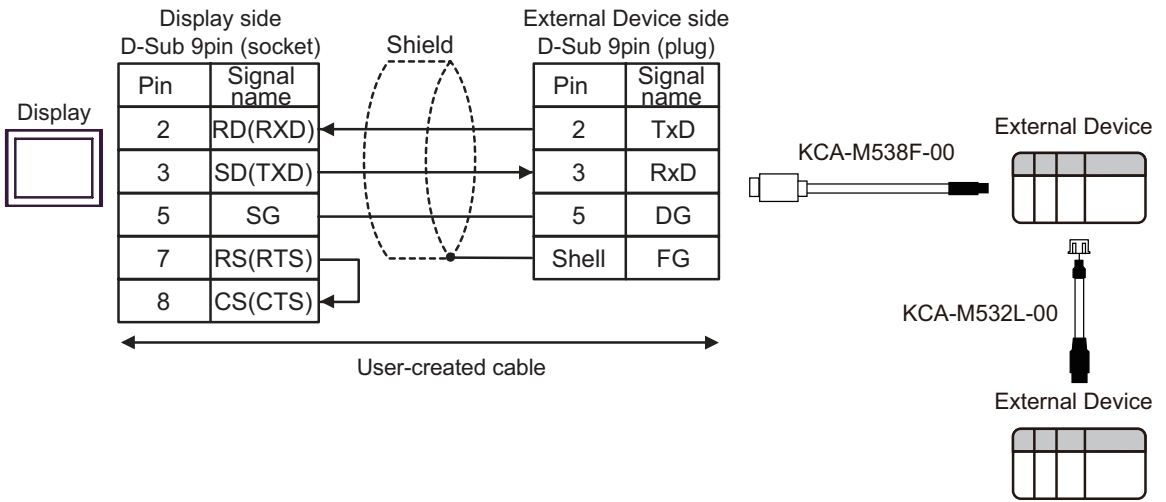 Display side
D-Sub 9pin (socket)
Shield
External Device side
D-Sub 9pin (plug)
Pin
Signal name
Pin
Signal name
Display
2
RD(RXD)
2
TxD
3
SD(TXD)
3
RxD
5
SG
5
DG
7
RS(RTS)
Shell
FG
8
CS(CTS)
User-created cable
KCA-M538F-00
External Device
KCA-M532L-00
External Device